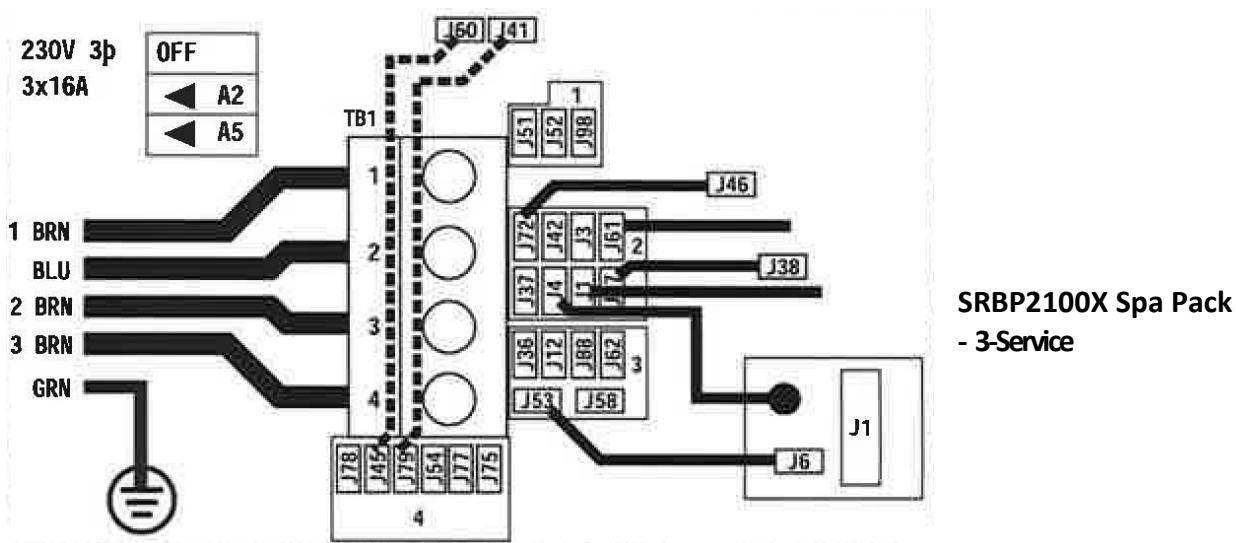 230V 3þ
3x16A
OFF
◀ A2
◀ A5
J60 J41
TB1
1
J51 J52 J98
1
J46
J72 J42 J3 J61
2
2
1 BRN
BLU
2 BRN
3 BRN
GRN
J37 J4 J1
J38
3
J36 J12 J88 J62
3
4
J53 J58
J1
J6
J78 J45 J79 J54 J77 J75
4
SRBP2100X Spa Pack
- 3-Service